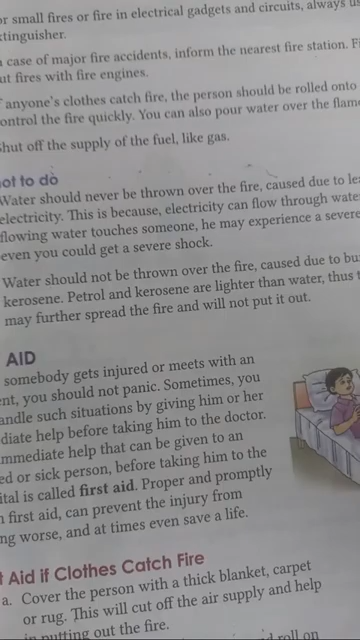 or small fires or fire in electrical gadgets and circuits, always us
xtinguisher.
case of major fire accidents, inform the nearest fire station. Fi
ut fires with fire engines.
anyone's clothes catch fire, the person should be rolled onto
ontrol the fire quickly. You can also pour water over the flam
hut off the supply of the fuel, like gas.
not to do
Water should never be thrown over the fire, caused due to lea
electricity. This is because, electricity can flow through wate
flowing water touches someone, he may experience a severe
even you could get a severe shock.
Water should not be thrown over the fire, caused due to bu
kerosene. Petrol and kerosene are lighter than water, thus
may further spread the fire and will not put it out.
AID
somebody gets injured or meets with an
ent, you should not panic. Sometimes, you
andle such situations by giving him or her
diate help before taking him to the doctor.
mmediate help that can be given to an
ed or sick person, before taking him to the
ital is called first aid. Proper and promptly
first aid, can prevent the injury from
ng worse, and at times even save a life.
t Aid if Clothes Catch Fire
a. Cover the person with a thick blanket, carpet
or rug. This will cut off the air supply and help
in putting out the fire.
roll on